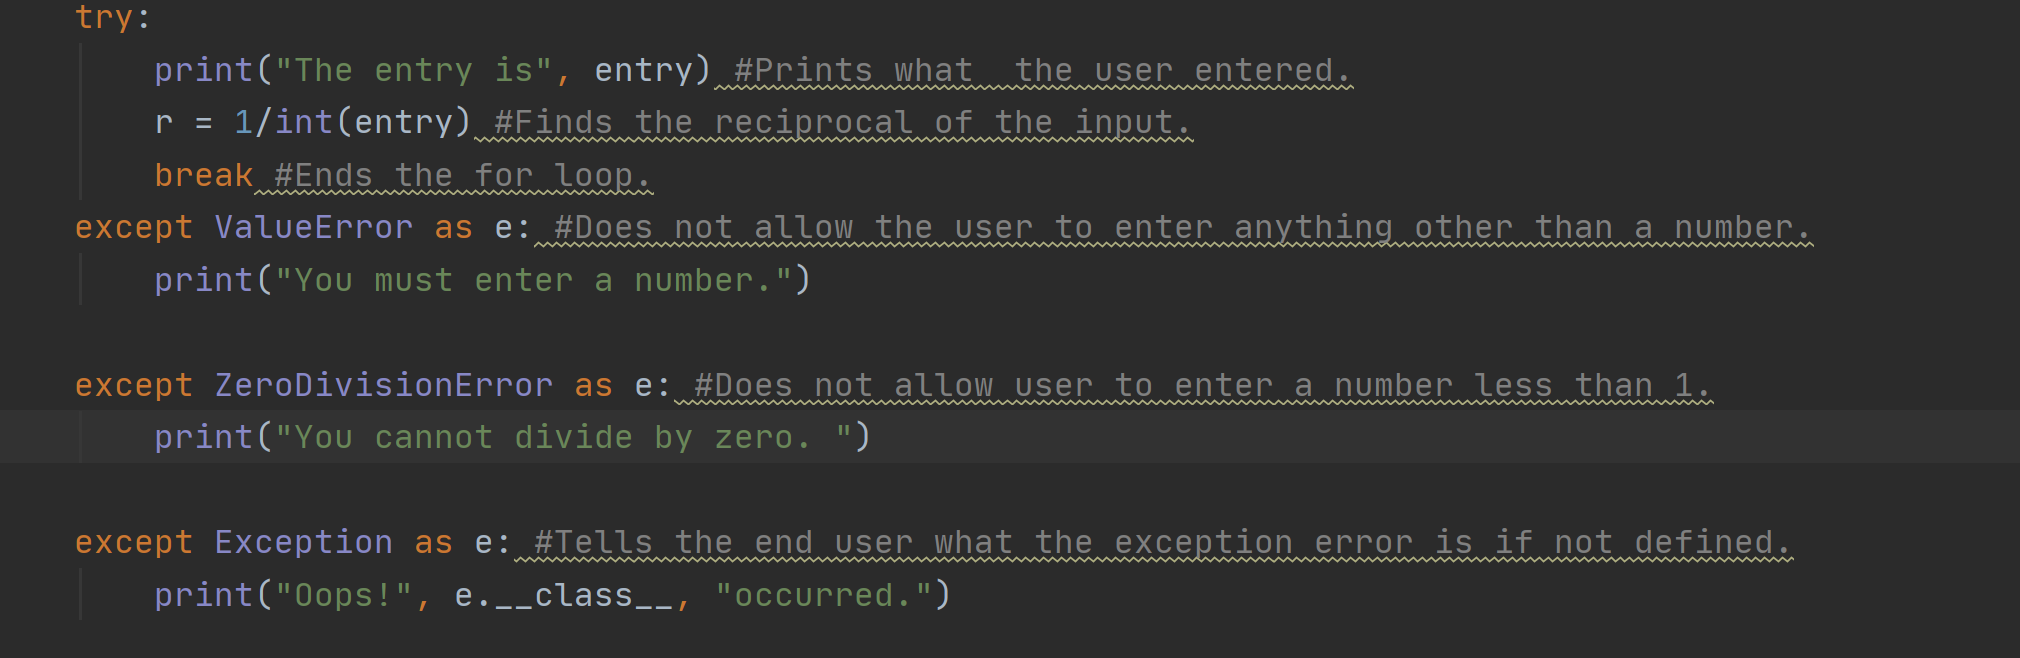 try:
print("The entry is", entry) #Prints what  the user entered.
r = 1/int(entry) #Finds the reciprocal of the input.
break #Ends the for loop.
except ValueError as e: #Does not allow the user to enter anything other than a number.
print("You must enter a number.")
except ZeroDivisionError as e: #Does not allow user to enter a number less than 1.
print("You cannot divide by zero. ")
except Exception as e: #Tells the end user what the exception error is if not defined.
print("Oops!", e.__class__, "occurred.")